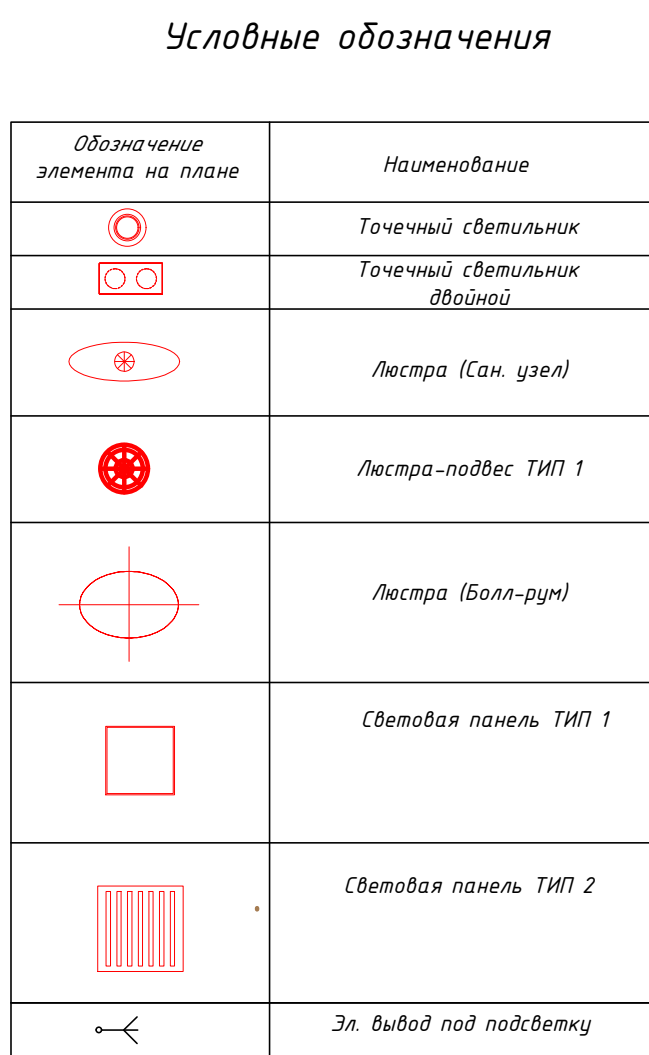 Условные обозначения
Обозначение
элемента на плане
Наименование
Точечный светильник
Точечный светильник
двойной
Люстра (Сан. узел)
Люстра-подвес ТИП 1
Люстра (Болл-рум)
Световая панель ТИП 1
Световая панель ТИП 2
Эл. вывод под подсветку